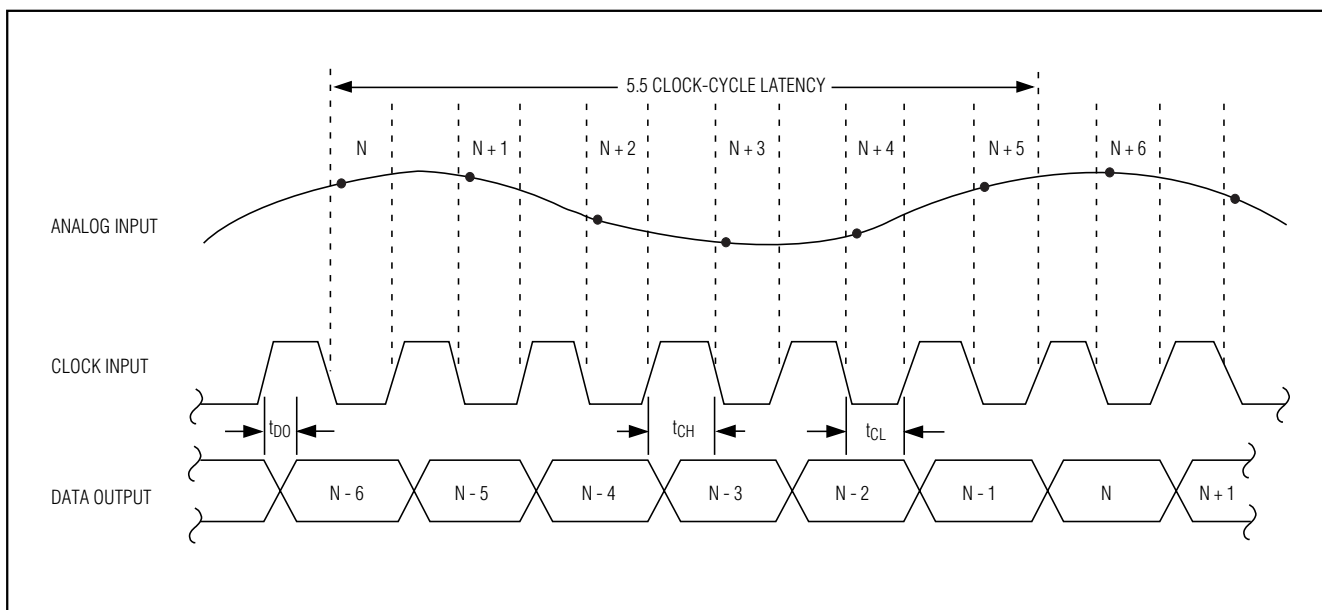 5.5 CLOCK-CYCLE LATENCY
N N + 1 N + 2 N + 3 N + 4 N + 5 N + 6
ANALOG INPUT
CLOCK INPUT
tDO tCH tCL
DATA OUTPUT N - 6 N - 5 N - 4 N - 3 N - 2 N - 1 N N + 1